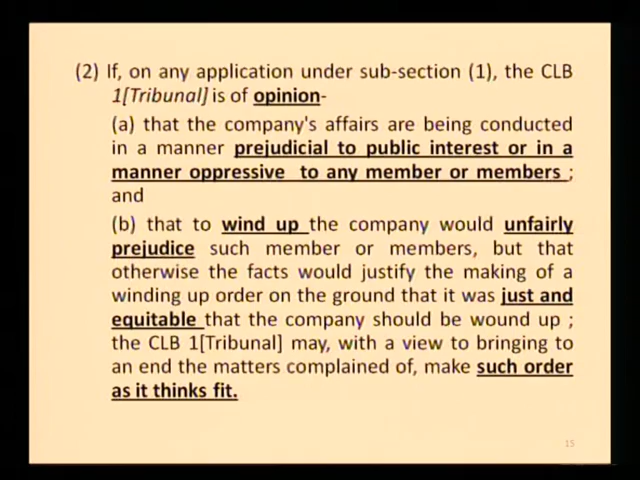 (2) If, on any application under sub-section (1), the CLB
1[Tribunal] is of opinion-
(a) that the company's affairs are being conducted
in a manner prejudicial to public interest or in a
manner oppressive to any member or members ;
and
(b) that to wind up the company would unfairly
prejudice such member or members, but that
otherwise the facts would justify the making of a
winding up order on the ground that it was just and
equitable that the company should be wound up ;
the CLB 1[Tribunal] may, with a view to bringing to
an end the matters complained of, make such order
as it thinks fit.
15